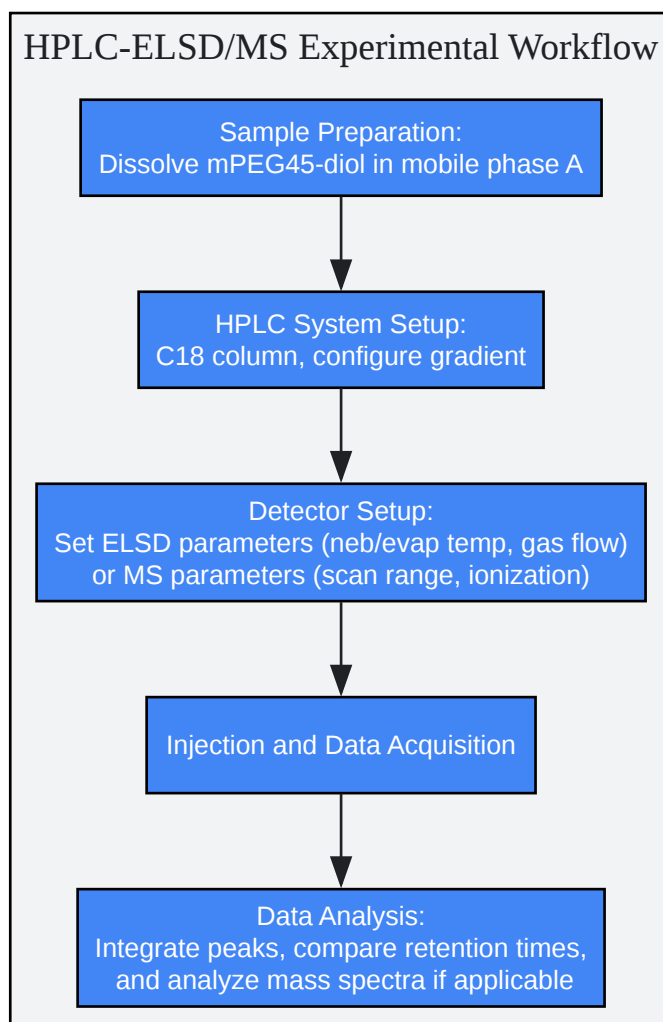 HPLC-ELSD/MS Experimental Workflow
Sample Preparation:
Dissolve mPEG45-diol in mobile phase A
HPLC System Setup:
C18 column, configure gradient
Detector Setup:
Set ELSD parameters (neb/evap temp, gas flow)
or MS parameters (scan range, ionization)
Injection and Data Acquisition
Data Analysis:
Integrate peaks, compare retention times,
and analyze mass spectra if applicable